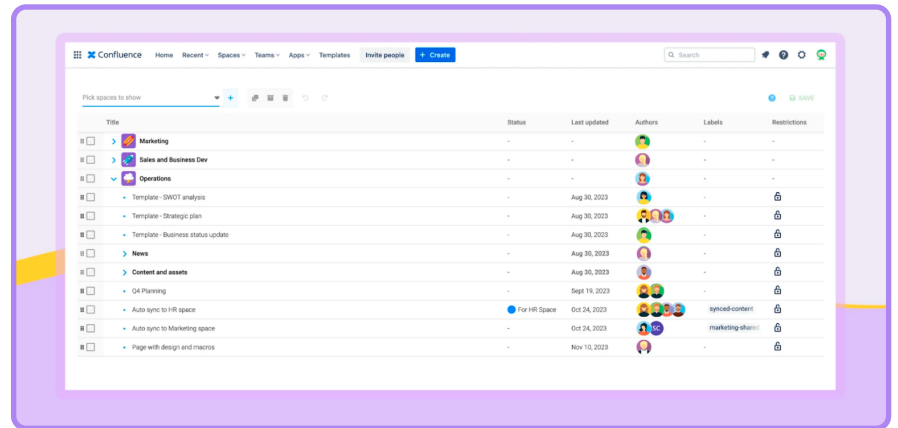 Confluence Home Recent Spaces Teams Apps Templates Invite people + Create Search
Pick spaces to show + SAVE
Title Status Last updated Authors Labels Restrictions
Marketing - - - -
Sales and Business Dev - - - -
Operations - - - -
Template - SWOT analysis - Aug 30, 2023 -
Template - Strategic plan - Aug 30, 2023 -
Template - Business status update - Aug 30, 2023 -
News - Aug 30, 2023 -
Content and assets - Aug 30, 2023 -
Q4 Planning - Sept 19, 2023 -
Auto sync to HR space For HR Space Oct 24, 2023 synced-content
Auto sync to Marketing space - Oct 24, 2023 SC marketing-shared
Page with design and macros - Nov 10, 2023 -